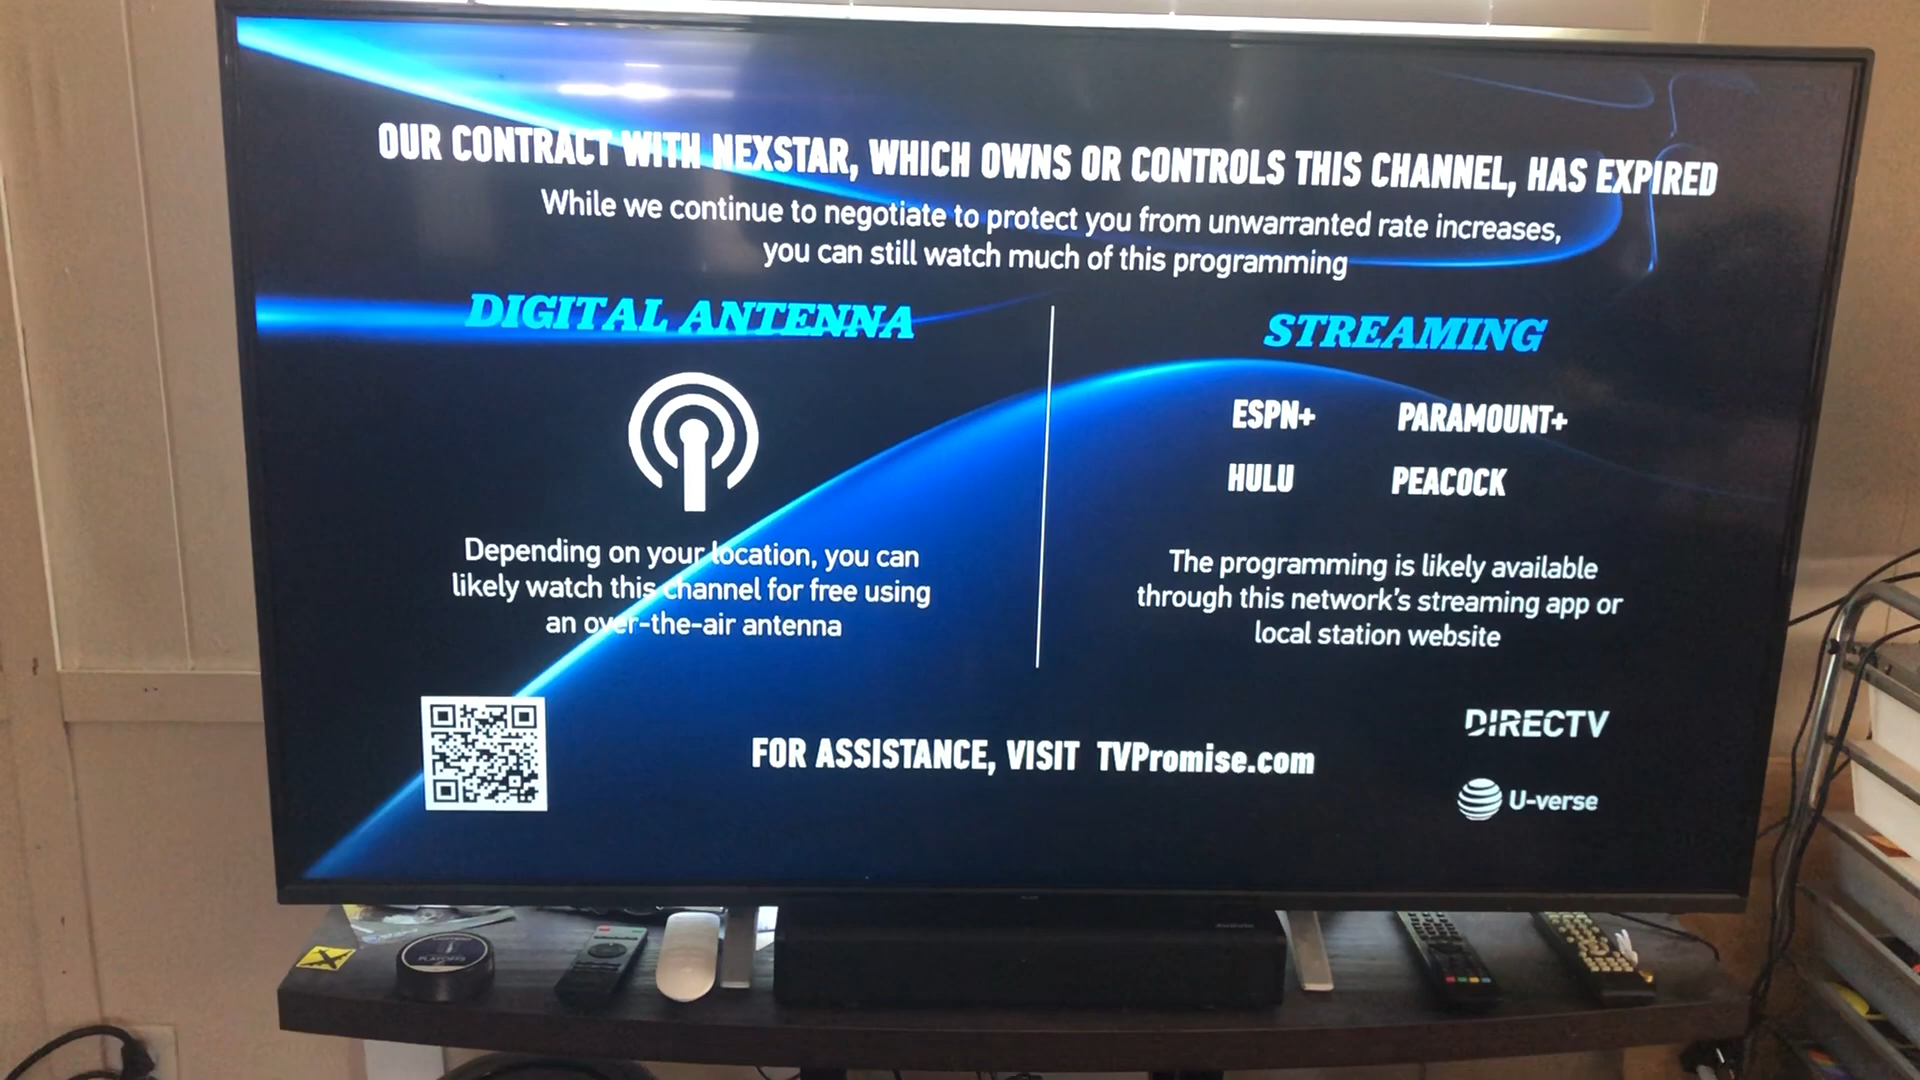 OUR CONTRACT WITH NEXSTAR, WHICH OWNS OR CONTROLS THIS CHANNEL, HAS EXPIRED
While we continue to negotiate to protect you from unwarranted rate increases,
you can still watch much of this programming
DIGITAL ANTENNA
Depending on your location, you can
likely watch this channel for free using
an over-the-air antenna
STREAMING
ESPN+ PARAMOUNT+
HULU PEACOCK
The programming is likely available
through this network's streaming app or
local station website
FOR ASSISTANCE, VISIT TVPromise.com
DIRECTV
U-verse
PLAYOFFS